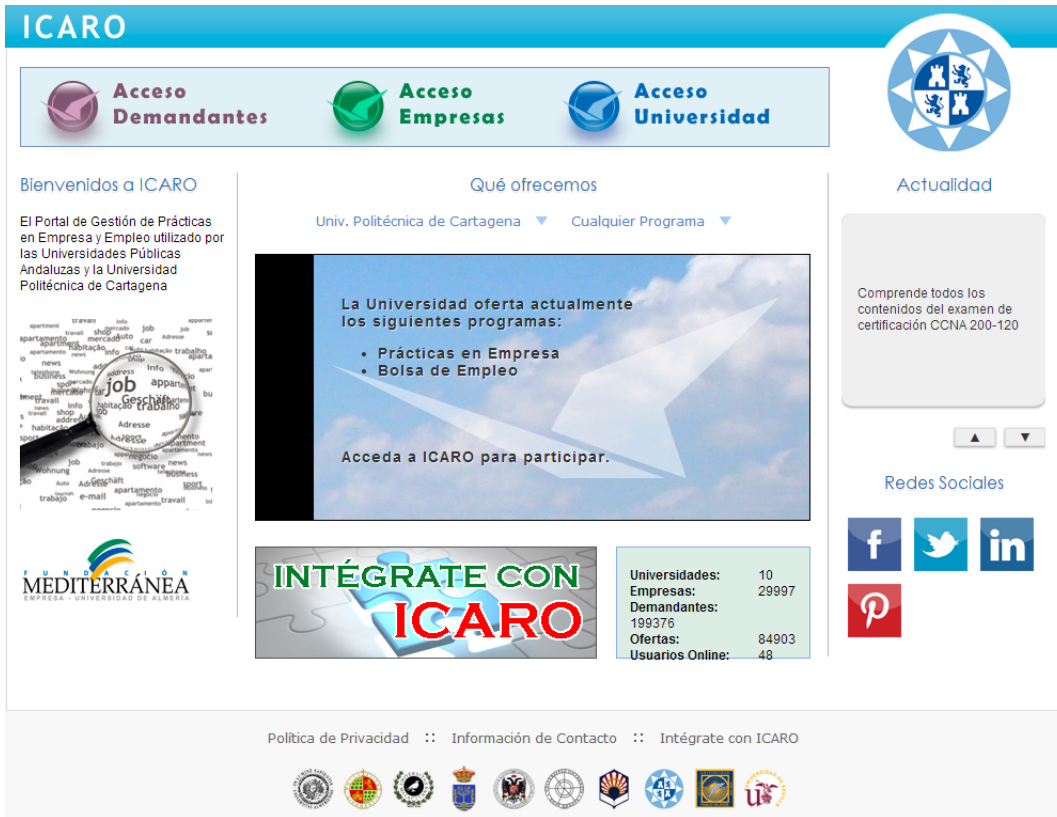 ICARO
Acceso
Demandantes
Acceso
Empresas
Acceso
Universidad
Bienvenidos a ICARO
El Portal de Gestión de Prácticas
en Empresa y Empleo utilizado por
las Universidades Públicas
Andaluzas y la Universidad
Politécnica de Cartagena
job
Geschäft
trabalho
Adresse
FUNDACIÓN
MEDITERRÁNEA
EMPRESA - UNIVERSIDAD DE ALMERÍA
Qué ofrecemos
Univ. Politécnica de Cartagena
Cualquier Programa
La Universidad oferta actualmente
los siguientes programas:
• Prácticas en Empresa
• Bolsa de Empleo
Acceda a ICARO para participar.
INTÉGRATE CON
ICARO
Universidades: 10
Empresas: 29997
Demandantes:
199376
Ofertas: 84903
Usuarios Online: 48
Actualidad
Comprende todos los
contenidos del examen de
certificación CCNA 200-120
Redes Sociales
Política de Privacidad :: Información de Contacto :: Intégrate con ICARO